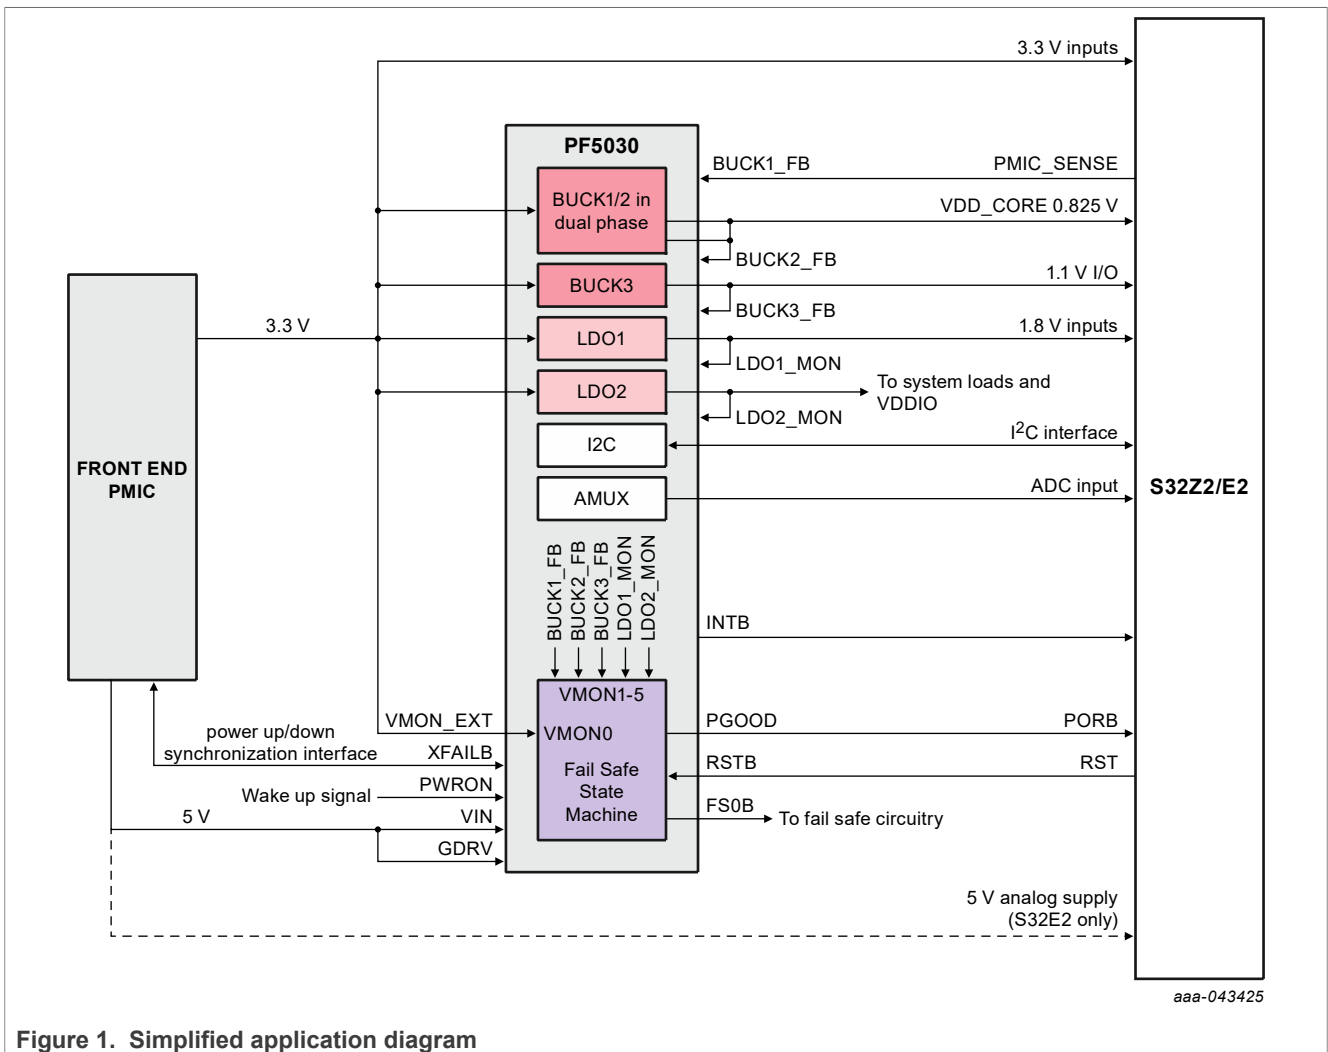 3.3 V inputs
PF5030
BUCK1_FB
PMIC_SENSE
BUCK1/2 in
dual phase
VDD_CORE 0.825 V
BUCK2_FB
BUCK3
1.1 V I/O
BUCK3_FB
3.3 V
LDO1
1.8 V inputs
LDO1_MON
LDO2
To system loads and
VDDIO
LDO2_MON
I2C
I2C interface
FRONT END
PMIC
AMUX
ADC input
S32Z2/E2
BUCK1_FB
BUCK2_FB
BUCK3_FB
LDO1_MON
LDO2_MON
INTB
VMON1-5
VMON_EXT
VMON0
PGOOD
PORB
power up/down
synchronization interface
XFAILB
Fail Safe
State
Machine
RSTB
RST
Wake up signal
PWRON
FS0B
To fail safe circuitry
5 V
VIN
GDRV
5 V analog supply
(S32E2 only)
aaa-043425
Figure 1. Simplified application diagram